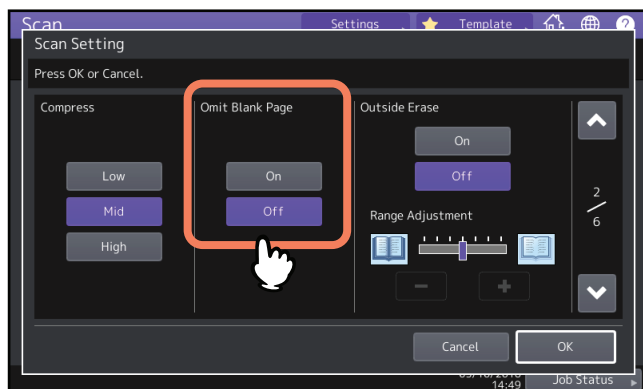 Scan
Settings
Template
?
Scan Setting
Press OK or Cancel.
Compress
Low
Mid
High
Omit Blank Page
On
Off
Outside Erase
On
Off
Range Adjustment
2
6
Cancel
OK
14:49
Job Status